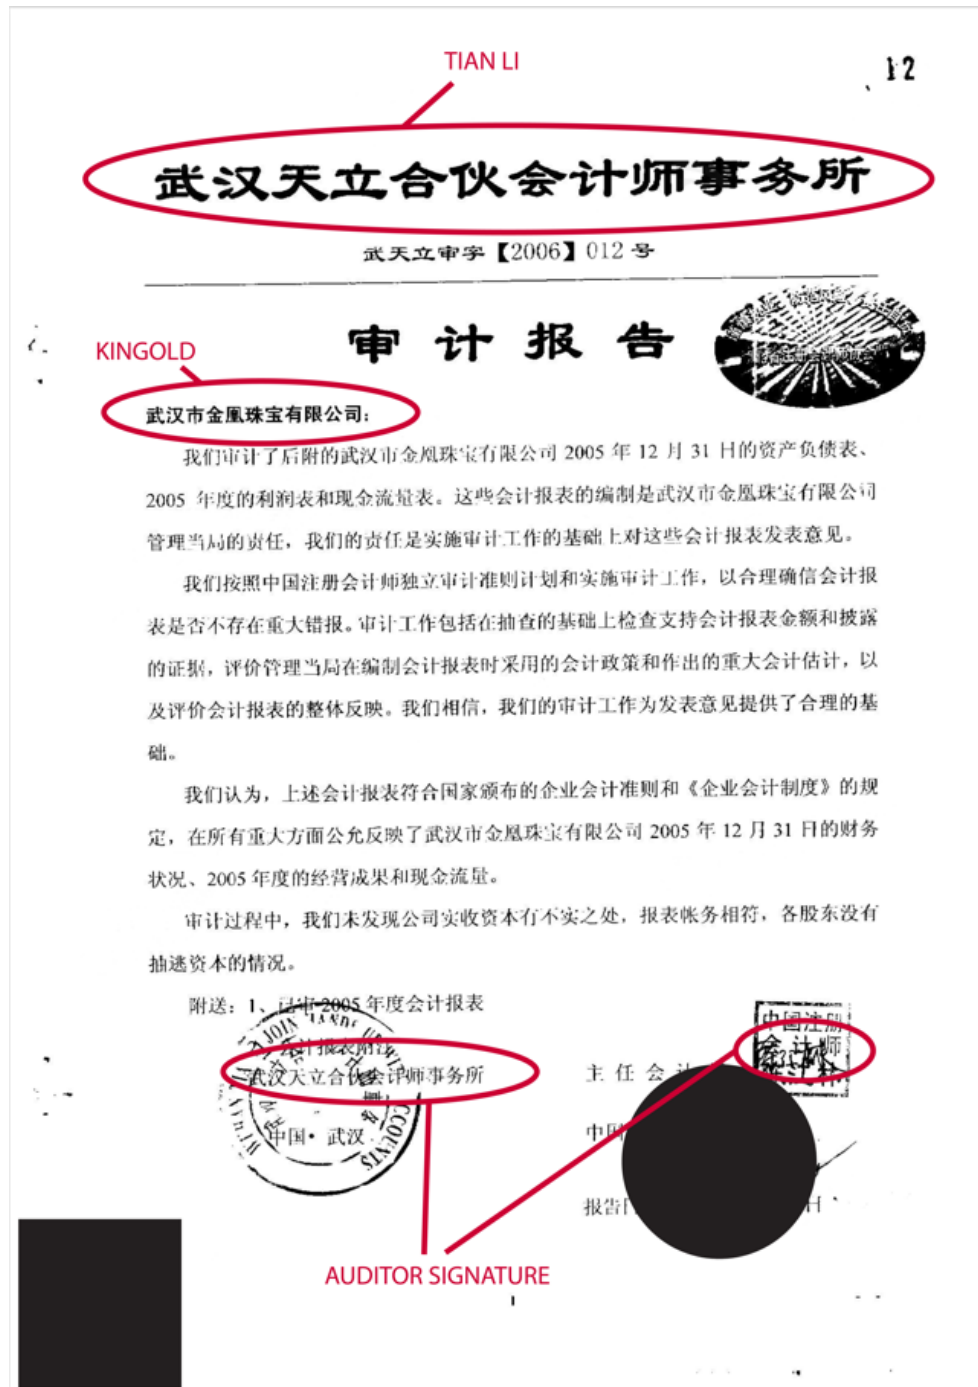 TIAN LI
12
武汉天立合伙会计师事务所
武天立审字【2006】012 号
审 计 报 告
KINGOLD
武汉市金凰珠宝有限公司：
我们审计了后附的武汉市金凰珠宝有限公司 2005 年 12 月 31 日的资产负债表、
2005 年度的利润表和现金流量表。这些会计报表的编制是武汉市金凰珠宝有限公司
管理当局的责任，我们的责任是实施审计工作的基础上对这些会计报表发表意见。
我们按照中国注册会计师独立审计准则计划和实施审计工作，以合理确信会计报
表是否不存在重大错报。审计工作包括在抽查的基础上检查支持会计报表金额和披露
的证据，评价管理当局在编制会计报表时采用的会计政策和作出的重大会计估计，以
及评价会计报表的整体反映。我们相信，我们的审计工作为发表意见提供了合理的基
础。
我们认为，上述会计报表符合国家颁布的企业会计准则和《企业会计制度》的规
定，在所有重大方面公允反映了武汉市金凰珠宝有限公司 2005 年 12 月 31 日的财务
状况、2005 年度的经营成果和现金流量。
审计过程中，我们未发现公司实收资本有不实之处，报表帐务相符，各股东没有
抽逃资本的情况。
附送：1、已审 2005 年度会计报表
会计报表附注
武汉天立合伙会计师事务所
中国·武汉
中国注册
会计师
主 任 会 计
中国
报告日
日
AUDITOR SIGNATURE
1